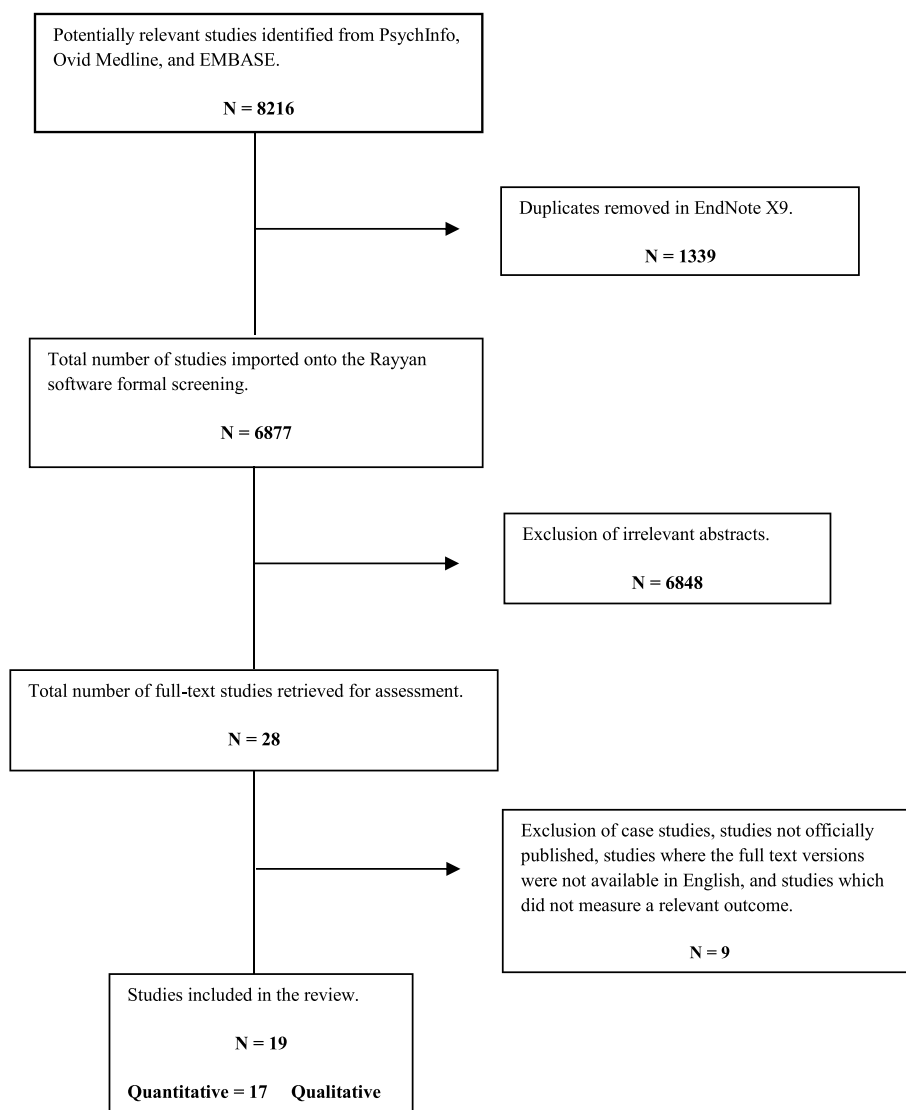 Potentially relevant studies identified from PsychInfo,
Ovid Medline, and EMBASE.
N = 8216
Duplicates removed in EndNote X9.
N = 1339
Total number of studies imported onto the Rayyan
software formal screening.
N = 6877
Exclusion of irrelevant abstracts.
N = 6848
Total number of full-text studies retrieved for assessment.
N = 28
Exclusion of case studies, studies not officially
published, studies where the full text versions
were not available in English, and studies which
did not measure a relevant outcome.
N = 9
Studies included in the review.
N = 19
Quantitative = 17 Qualitative